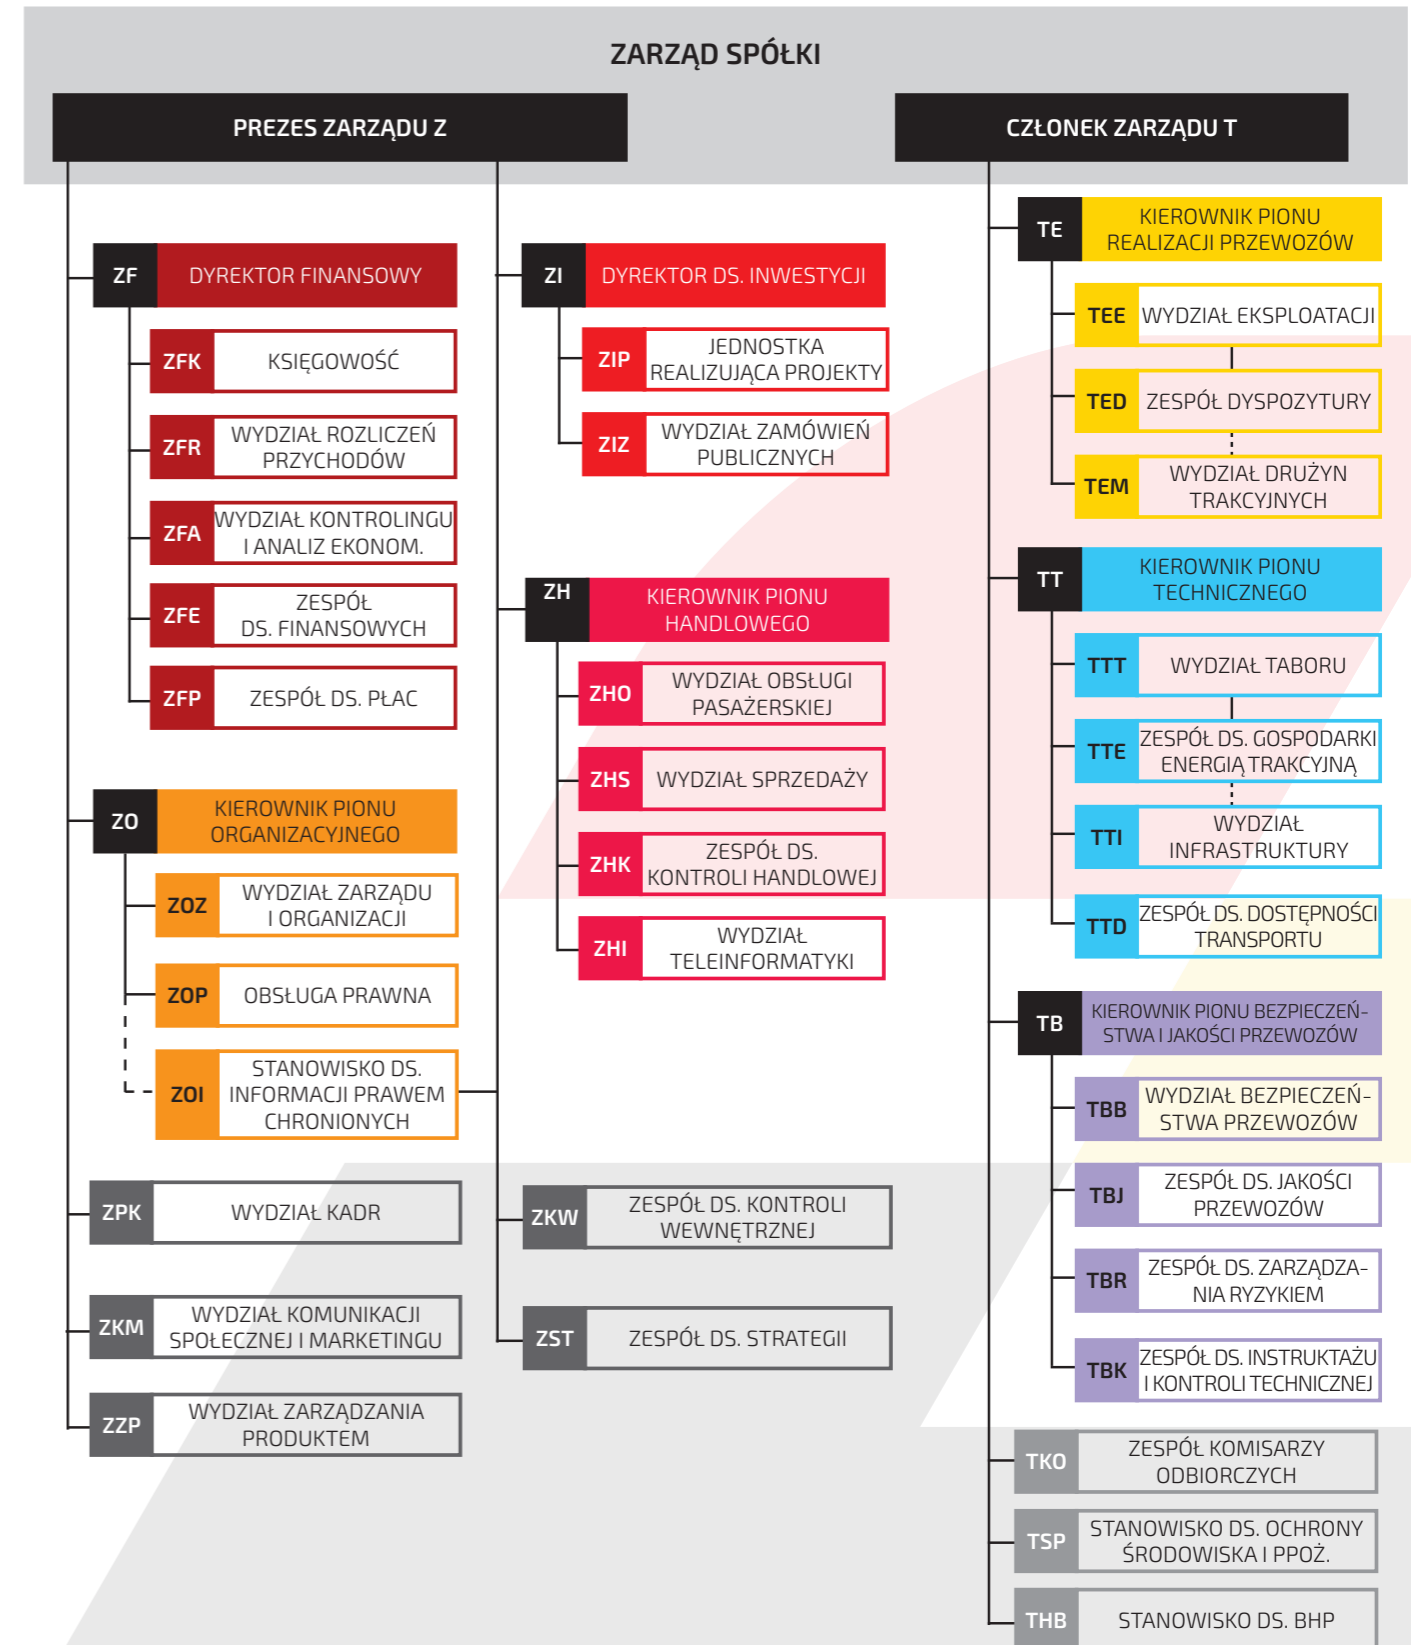 ZARZĄD SPÓŁKI
PREZES ZARZĄDU Z
ZF
DYREKTOR FINANSOWY
ZFK
KSIĘGOWOŚĆ
ZFR
WYDZIAŁ ROZLICZEŃ
PRZYCHODÓW
ZFA
WYDZIAŁ KONTROLINGU
I ANALIZ EKONOM.
ZFE
ZESPÓŁ
DS. FINANSOWYCH
ZFP
ZESPÓŁ DS. PŁAC
ZO
KIEROWNIK PIONU
ORGANIZACYJNEGO
ZOZ
WYDZIAŁ ZARZĄDU
I ORGANIZACJI
ZOP
OBSŁUGA PRAWNA
ZOI
STANOWISKO DS.
INFORMACJI PRAWEM
CHRONIONYCH
ZPK
WYDZIAŁ KADR
ZKM
WYDZIAŁ KOMUNIKACJI
SPOŁECZNEJ I MARKETINGU
ZZP
WYDZIAŁ ZARZĄDZANIA
PRODUKTEM
ZI
DYREKTOR DS. INWESTYCJI
ZIP
JEDNOSTKA
REALIZUJĄCA PROJEKTY
ZIZ
WYDZIAŁ ZAMÓWIEŃ
PUBLICZNYCH
ZH
KIEROWNIK PIONU
HANDLOWEGO
ZHO
WYDZIAŁ OBSŁUGI
PASAŻERSKIEJ
ZHS
WYDZIAŁ SPRZEDAŻY
ZHK
ZESPÓŁ DS.
KONTROLI HANDLOWEJ
ZHI
WYDZIAŁ
TELEINFORMATYKI
ZKW
ZESPÓŁ DS. KONTROLI
WEWNĘTRZNEJ
ZST
ZESPÓŁ DS. STRATEGII
CZŁONEK ZARZĄDU T
TE
KIEROWNIK PIONU
REALIZACJI PRZEWOZÓW
TEE
WYDZIAŁ EKSPLOATACJI
TED
ZESPÓŁ DYSPOZYTURY
TEM
WYDZIAŁ DRUŻYN
TRAKCYJNYCH
TT
KIEROWNIK PIONU
TECHNICZNEGO
TTT
WYDZIAŁ TABORU
TTE
ZESPÓŁ DS. GOSPODARKI
ENERGIĄ TRAKCYJNĄ
TTI
WYDZIAŁ
INFRASTRUKTURY
TTD
ZESPÓŁ DS. DOSTĘPNOŚCI
TRANSPORTU
TB
KIEROWNIK PIONU BEZPIECZEŃ-
STWA I JAKOŚCI PRZEWOZÓW
TBB
WYDZIAŁ BEZPIECZEŃ-
STWA PRZEWOZÓW
TBJ
ZESPÓŁ DS. JAKOŚCI
PRZEWOZÓW
TBR
ZESPÓŁ DS. ZARZĄDZA-
NIA RYZYKIEM
TBK
ZESPÓŁ DS. INSTRUKTAŻU
I KONTROLI TECHNICZNEJ
TKO
ZESPÓŁ KOMISARZY
ODBIORCZYCH
TSP
STANOWISKO DS. OCHRONY
ŚRODOWISKA I PPOŻ.
THB
STANOWISKO DS. BHP